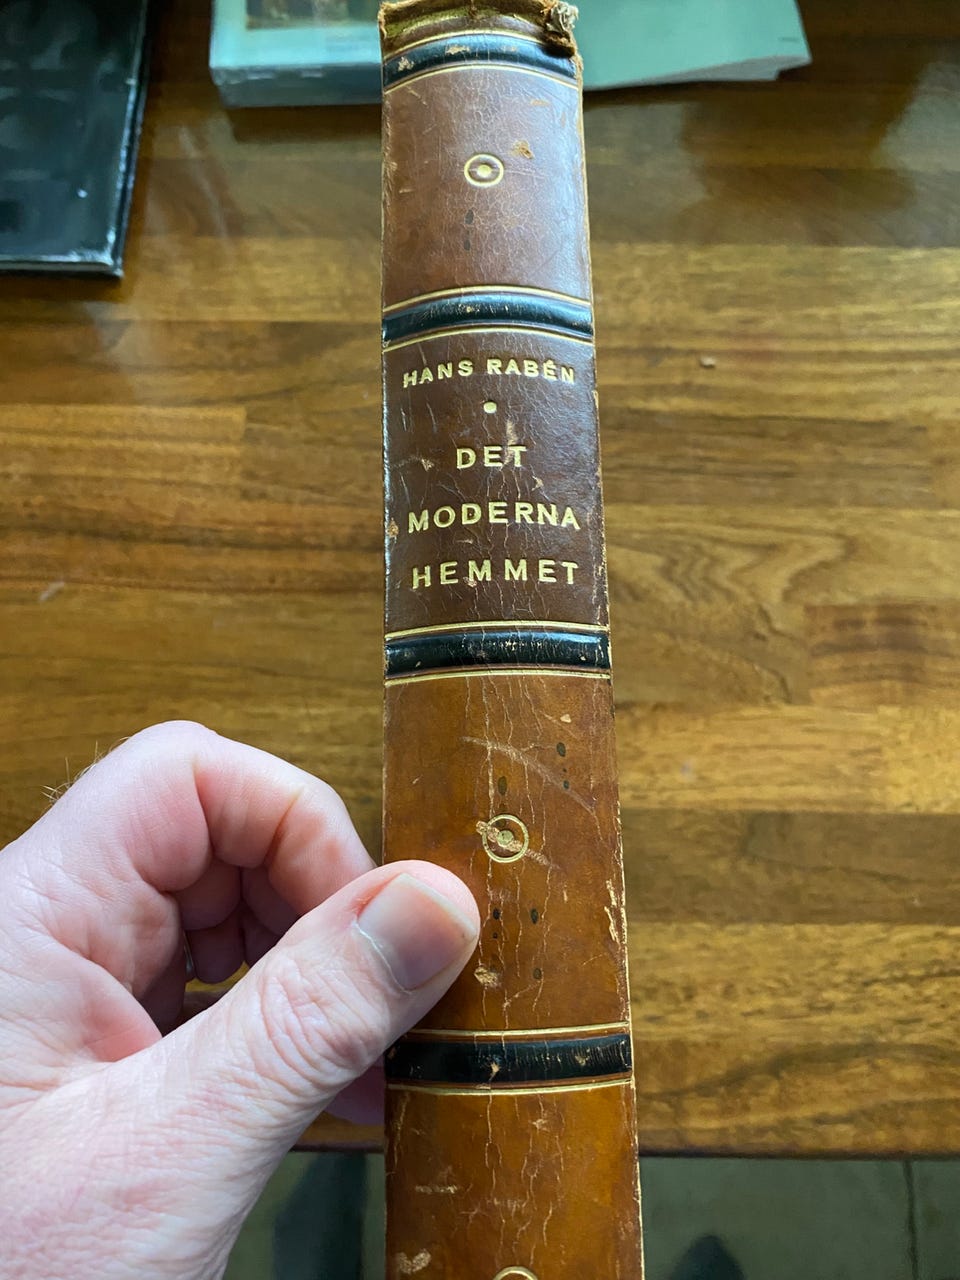 HANS RABÉN
DET
MODERNA
HEMMET